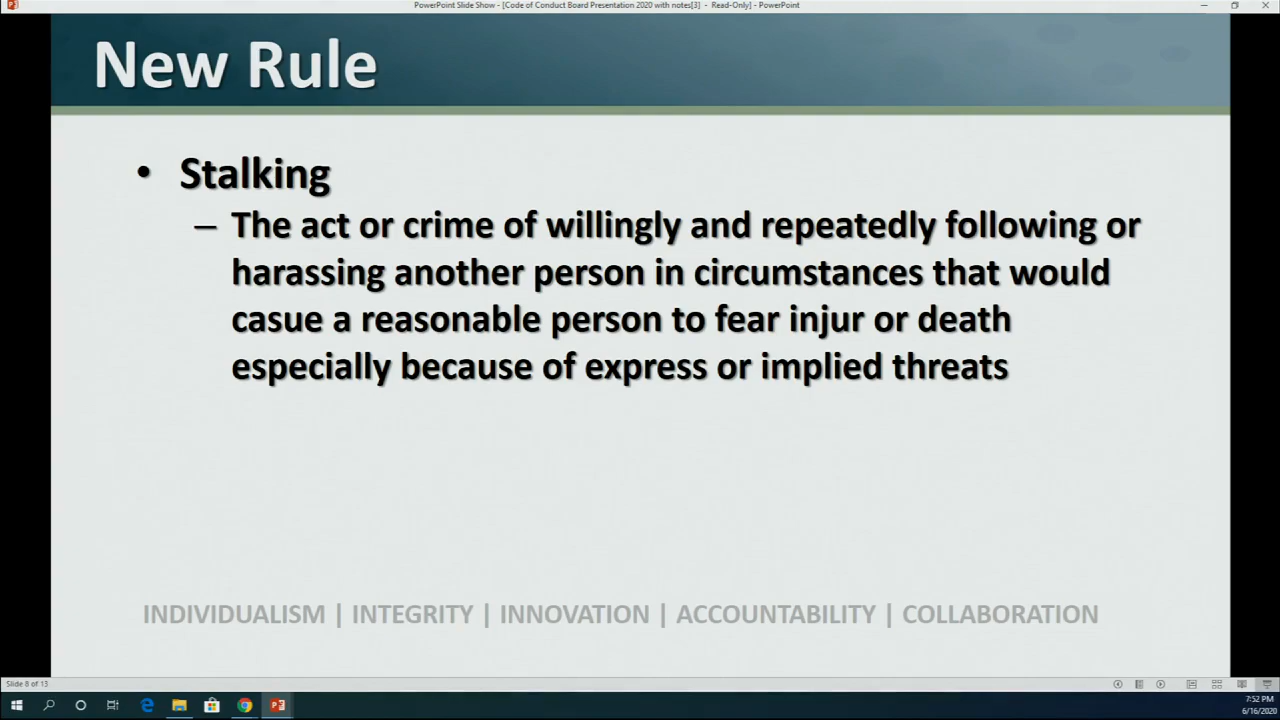 PowerPoint Slide Show - [Code of Conduct Board Presentation 2020 with notes[3] - Read-Only] - PowerPoint
New Rule
• Stalking
– The act or crime of willingly and repeatedly following or
harassing another person in circumstances that would
casue a reasonable person to fear injur or death
especially because of express or implied threats
INDIVIDUALISM | INTEGRITY | INNOVATION | ACCOUNTABILITY | COLLABORATION
Slide 8 of 13
7:52 PM
6/16/2020